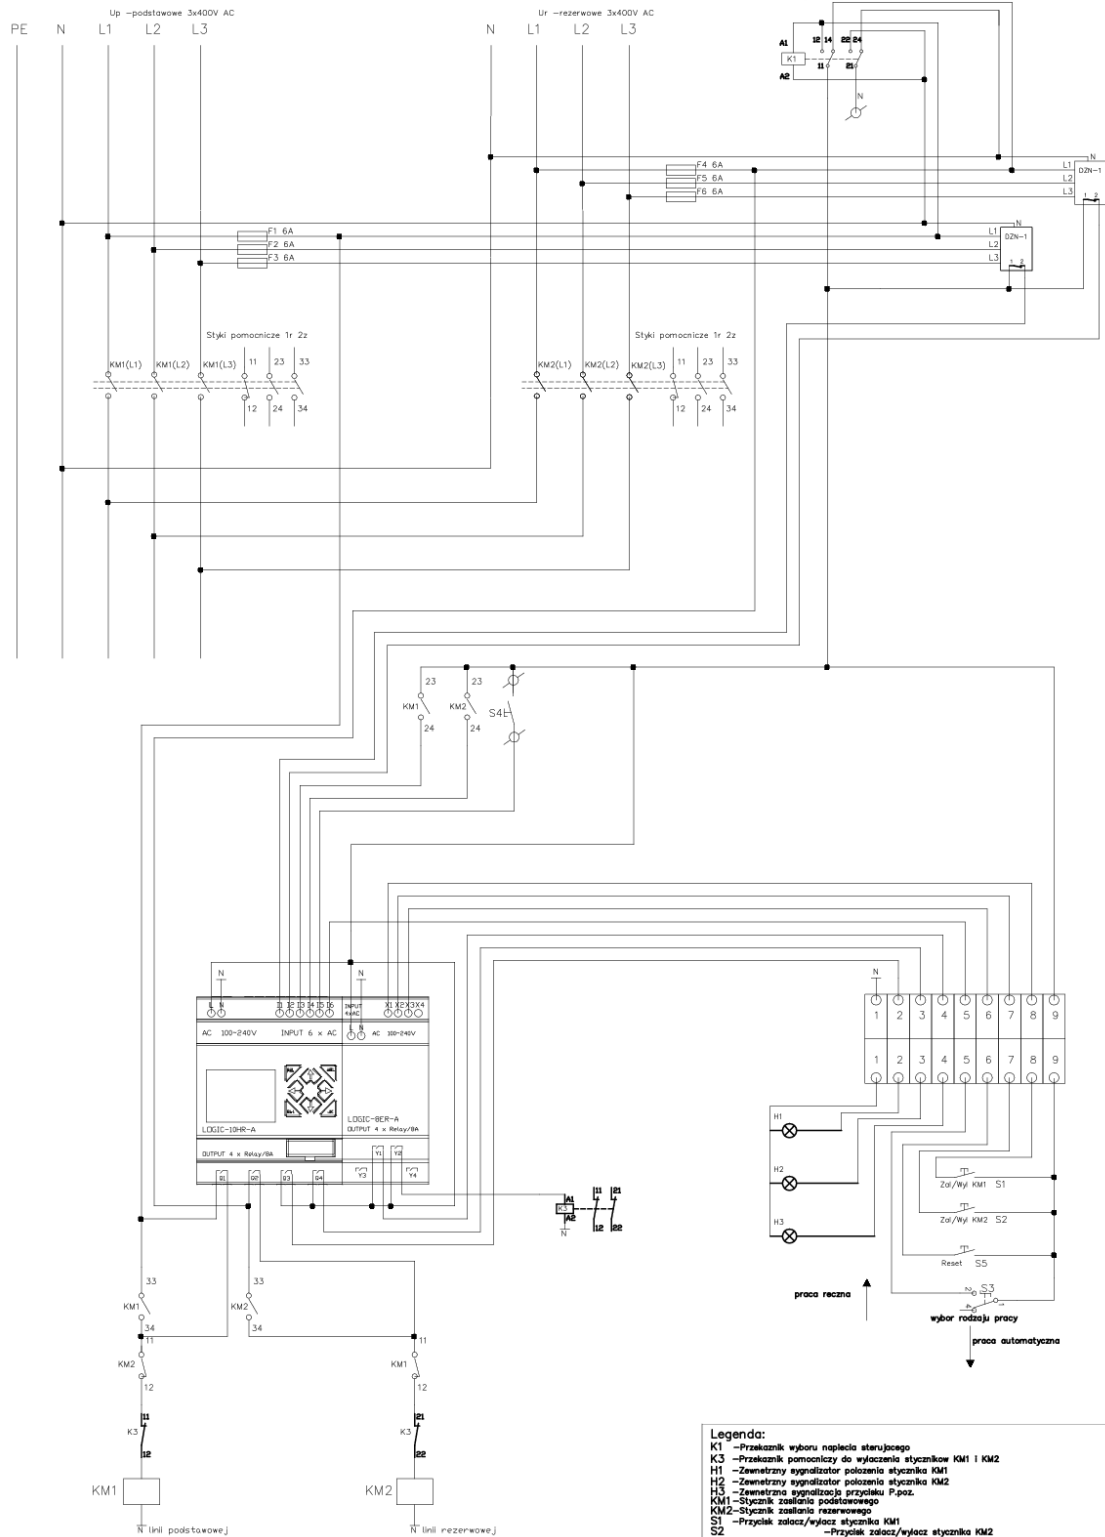 Up -podstawowe 3x400V AC
Ur -rezerwowe 3x400V AC
PE N L1 L2 L3
N L1 L2 L3
A1 12 14 22 24
K1
A2 11 21
N
N
F4 6A L1 DZN-1
F5 6A L2
F6 6A L3
1 2
N
F1 6A L1 DZN-1
F2 6A L2
F3 6A L3
1 2
Styki pomocnicze 1r 2z
Styki pomocnicze 1r 2z
KM1(L1) KM1(L2) KM1(L3) 11 23 33
12 24 34
KM2(L1) KM2(L2) KM2(L3) 11 23 33
12 24 34
23 23
KM1 KM2 S4
24 24
N N
L N I1 I2 I3 I4 I5 I6 INPUT 4xAC X1 X2 X3 X4
AC 100-240V INPUT 6 x AC L N AC 100-240V
LOGIC-10HR-A
LOGIC-8ER-A
OUTPUT 4 x Relay/8A
OUTPUT 4 x Relay/8A
Y1 Y2
Y3 Y4
Q1 Q2 Q3 Q4
N
1 2 3 4 5 6 7 8 9
1 2 3 4 5 6 7 8 9
H1
H2
H3
Zal/Wyl KM1 S1
Zal/Wyl KM2 S2
Reset S5
S3
2
4 1
wybor rodzaju pracy
praca reczna
praca automatyczna
A1 11 21
K3
A2 12 22
N
33 33
KM1 KM2
34 34
11 11
KM2 KM1
12 12
11 21
K3 K3
12 22
KM1 KM2
N linii podstawowej
N linii rezerwowej
Legenda:
K1 -Przekaznik wyboru napiecia sterujacego
K3 -Przekaznik pomocniczy do wylaczenia stycznikow KM1 i KM2
H1 -Zewnetrzny sygnalizator polozenia stycznika KM1
H2 -Zewnetrzny sygnalizator polozenia stycznika KM2
H3 -Zewnetrzna sygnalizacja przycisku P.poz.
KM1-Stycznik zasilania podstawowego
KM2-Stycznik zasilania rezerwowego
S1 -Przycisk zalacz/wylacz stycznika KM1
S2 -Przycisk zalacz/wylacz stycznika KM2